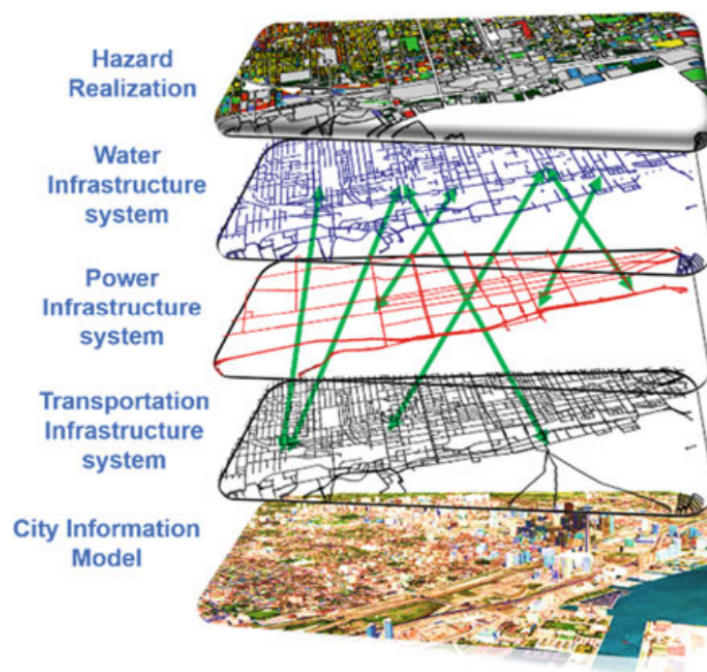 Hazard
Realization
Water
Infrastructure
system
Power
Infrastructure
system
Transportation
Infrastructure
system
City Information
Model